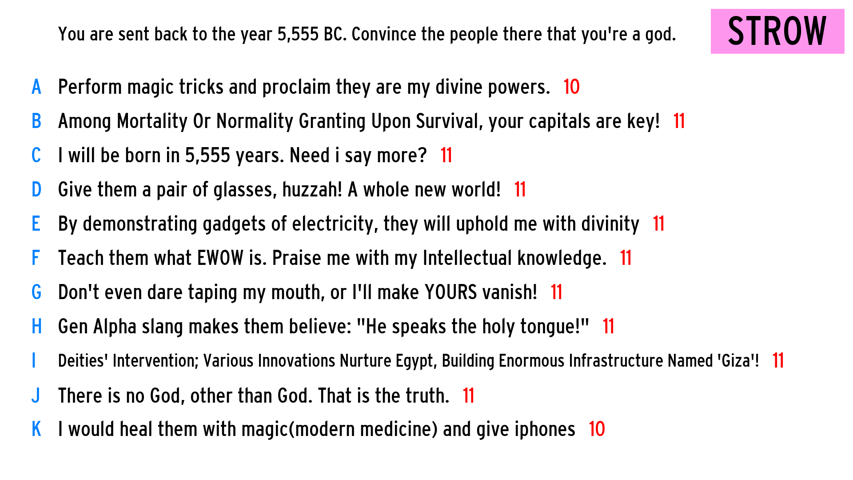 You are sent back to the year 5,555 BC. Convince the people there that you're a god.
STROW
A Perform magic tricks and proclaim they are my divine powers. 10
B Among Mortality Or Normality Granting Upon Survival, your capitals are key! 11
C I will be born in 5,555 years. Need i say more? 11
D Give them a pair of glasses, huzzah! A whole new world! 11
E By demonstrating gadgets of electricity, they will uphold me with divinity 11
F Teach them what EWOW is. Praise me with my Intellectual knowledge. 11
G Don't even dare taping my mouth, or I'll make YOURS vanish! 11
H Gen Alpha slang makes them believe: "He speaks the holy tongue!" 11
I Deities' Intervention; Various Innovations Nurture Egypt, Building Enormous Infrastructure Named 'Giza'! 11
J There is no God, other than God. That is the truth. 11
K I would heal them with magic(modern medicine) and give iphones 10